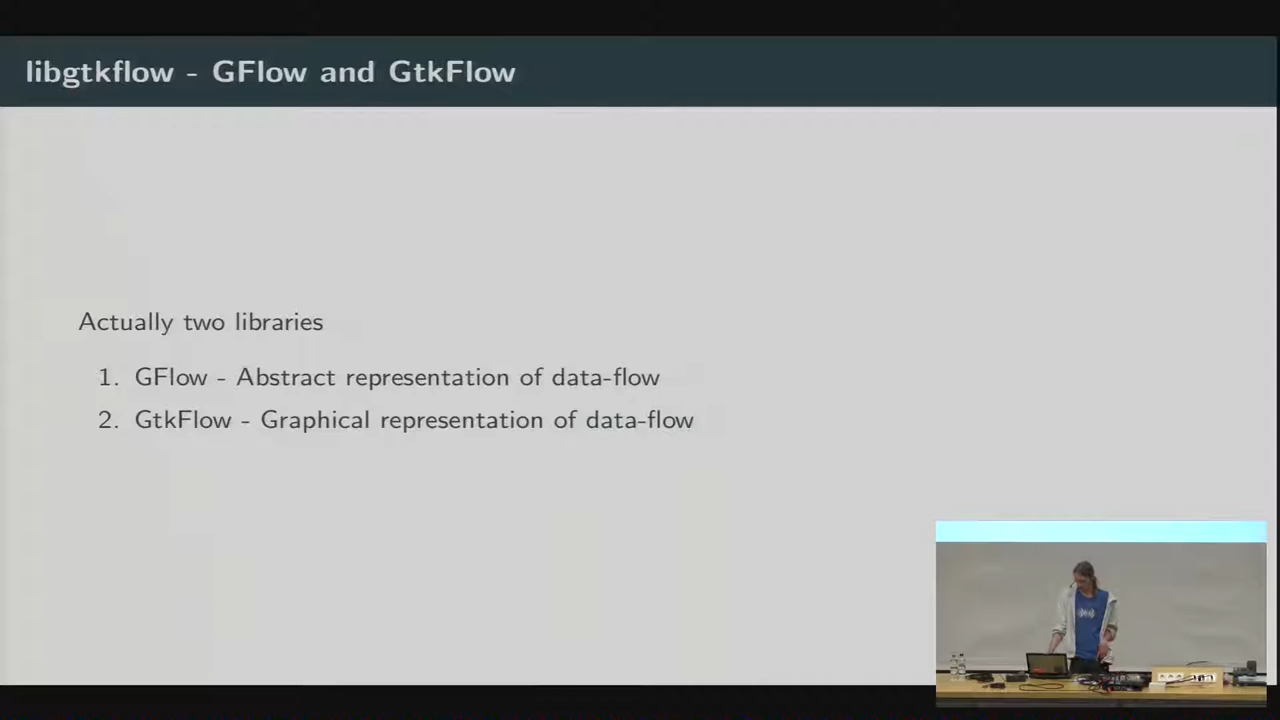 libgtkflow - GFlow and GtkFlow
Actually two libraries
1. GFlow - Abstract representation of data-flow
2. GtkFlow - Graphical representation of data-flow